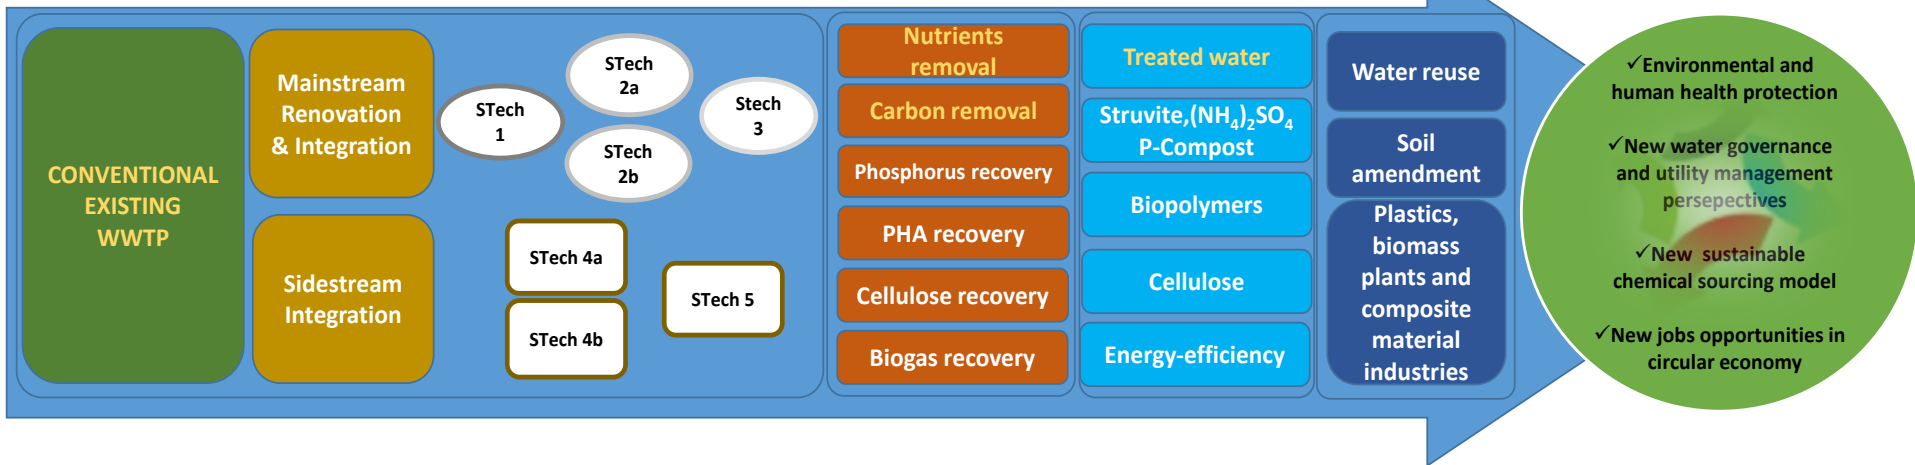 CONVENTIONAL
EXISTING
WWTP
Mainstream
Renovation
& Integration
Sidestream
Integration
STech
1
STech
2a
STech
2b
Stech
3
STech 4a
STech 4b
STech 5
Nutrients
removal
Carbon removal
Phosphorus recovery
PHA recovery
Cellulose recovery
Biogas recovery
Treated water
Struvite,(NH₄)₂SO₄
P-Compost
Biopolymers
Cellulose
Energy-efficiency
Water reuse
Soil
amendment
Plastics,
biomass
plants and
composite
material
industries
✓Environmental and
human health protection
✓New water governance
and utility management
persepectives
✓New sustainable
chemical sourcing model
✓New jobs opportunities in
circular economy